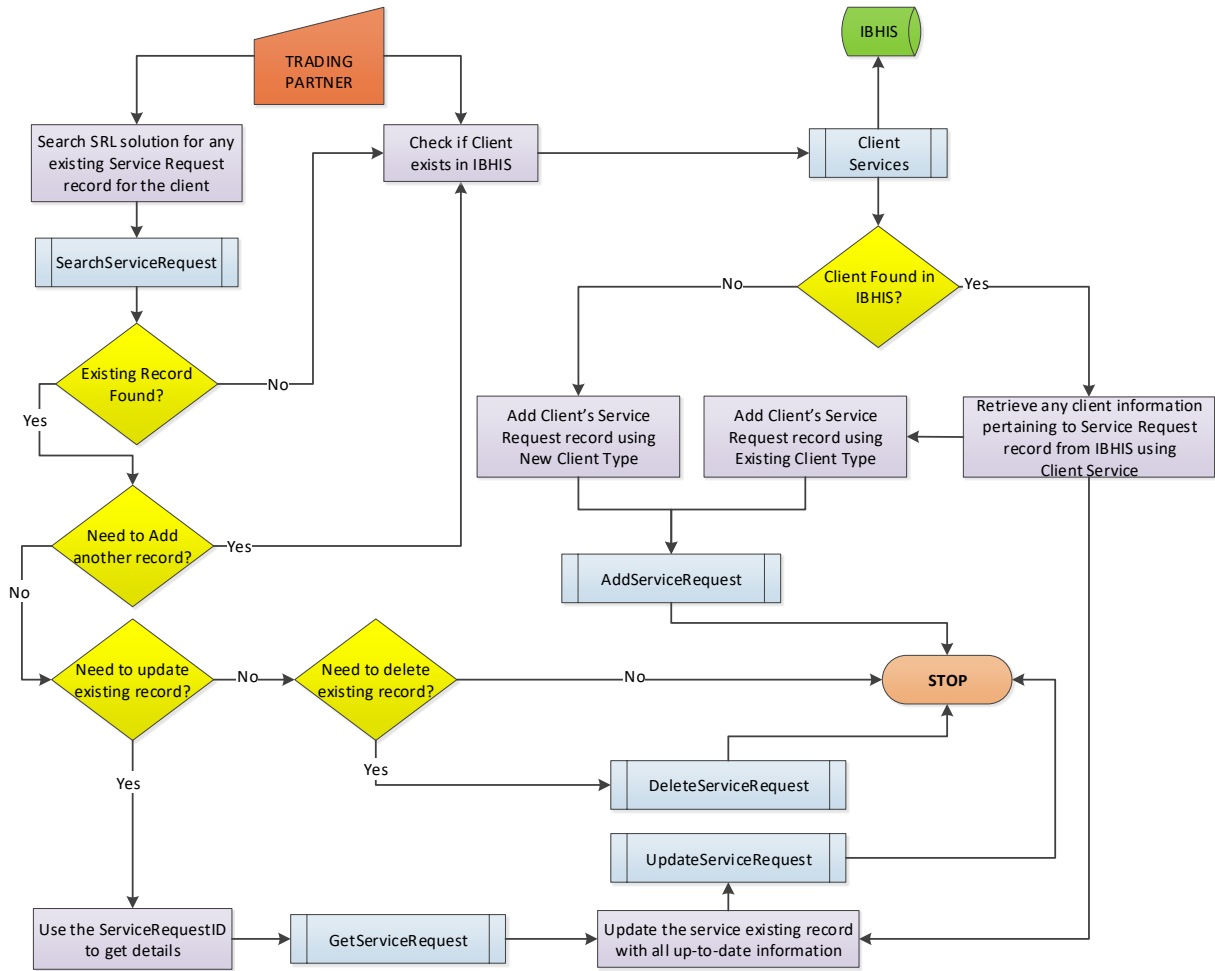 TRADING
PARTNER
IBHIS
Search SRL solution for any
existing Service Request
record for the client
Check if Client
exists in IBHIS
Client
Services
SearchServiceRequest
Client Found in
IBHIS?
No
Yes
Existing Record
Found?
No
Yes
Add Client’s Service
Request record using
New Client Type
Add Client’s Service
Request record using
Existing Client Type
Retrieve any client information
pertaining to Service Request
record from IBHIS using
Client Service
Need to Add
another record?
Yes
No
AddServiceRequest
Need to update
existing record?
No
Need to delete
existing record?
No
STOP
Yes
Yes
DeleteServiceRequest
UpdateServiceRequest
Use the ServiceRequestID
to get details
GetServiceRequest
Update the service existing record
with all up-to-date information